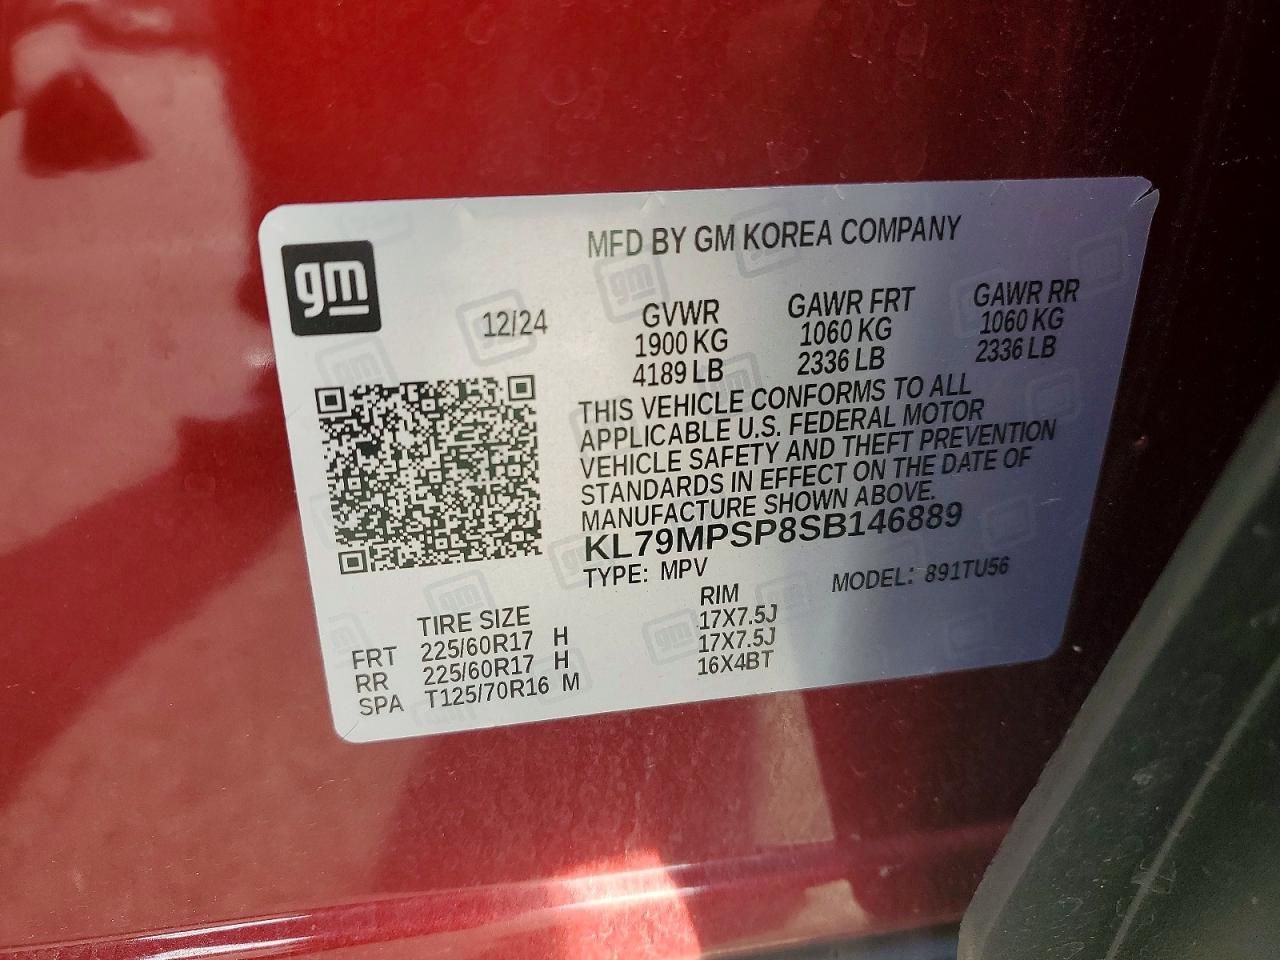 gm
MFD BY GM KOREA COMPANY
12/24
GVWR GAWR FRT GAWR RR
1900 KG 1060 KG 1060 KG
4189 LB 2336 LB 2336 LB
THIS VEHICLE CONFORMS TO ALL
APPLICABLE U.S. FEDERAL MOTOR
VEHICLE SAFETY AND THEFT PREVENTION
STANDARDS IN EFFECT ON THE DATE OF
MANUFACTURE SHOWN ABOVE.
KL79MPSP8SB146889
TYPE: MPV MODEL: 891TU56
TIRE SIZE RIM
FRT 225/60R17 H 17X7.5J
RR 225/60R17 H 17X7.5J
SPA T125/70R16 M 16X4BT